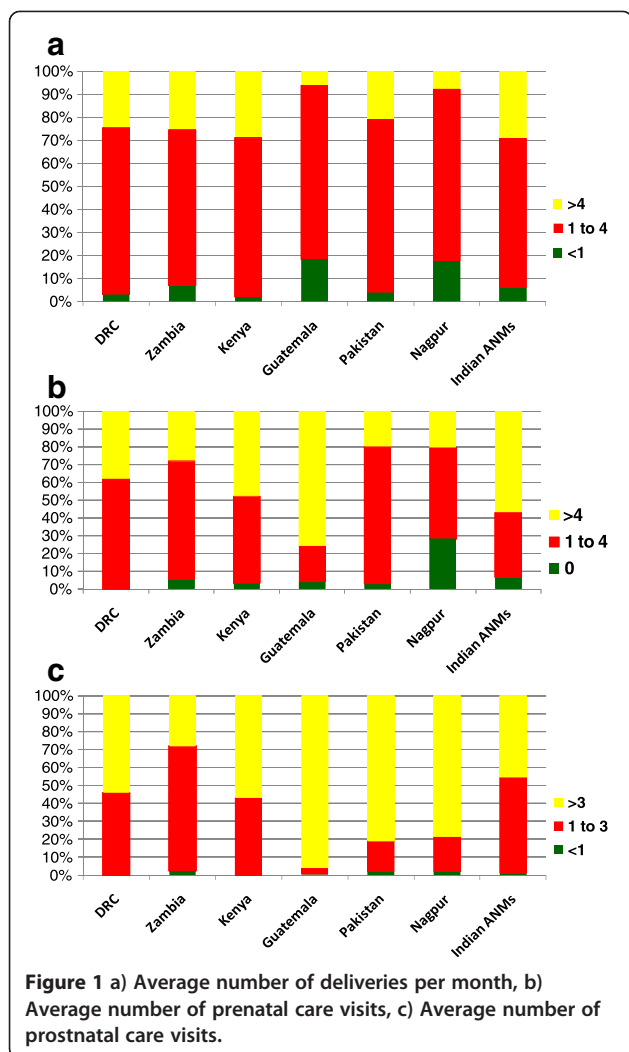 a
100%
90%
80%
70%
60%
50%
40%
30%
20%
10%
0%
>4
1 to 4
<1
DRC
Zambia
Kenya
Guatemala
Pakistan
Nagpur
Indian ANMs
b
100%
90%
80%
70%
60%
50%
40%
30%
20%
10%
0%
>4
1 to 4
0
DRC
Zambia
Kenya
Guatemala
Pakistan
Nagpur
Indian ANMs
c
100%
90%
80%
70%
60%
50%
40%
30%
20%
10%
0%
>3
1 to 3
<1
DRC
Zambia
Kenya
Guatemala
Pakistan
Nagpur
Indian ANMs
Figure 1 a) Average number of deliveries per month, b)
Average number of prenatal care visits, c) Average number of
prostnatal care visits.